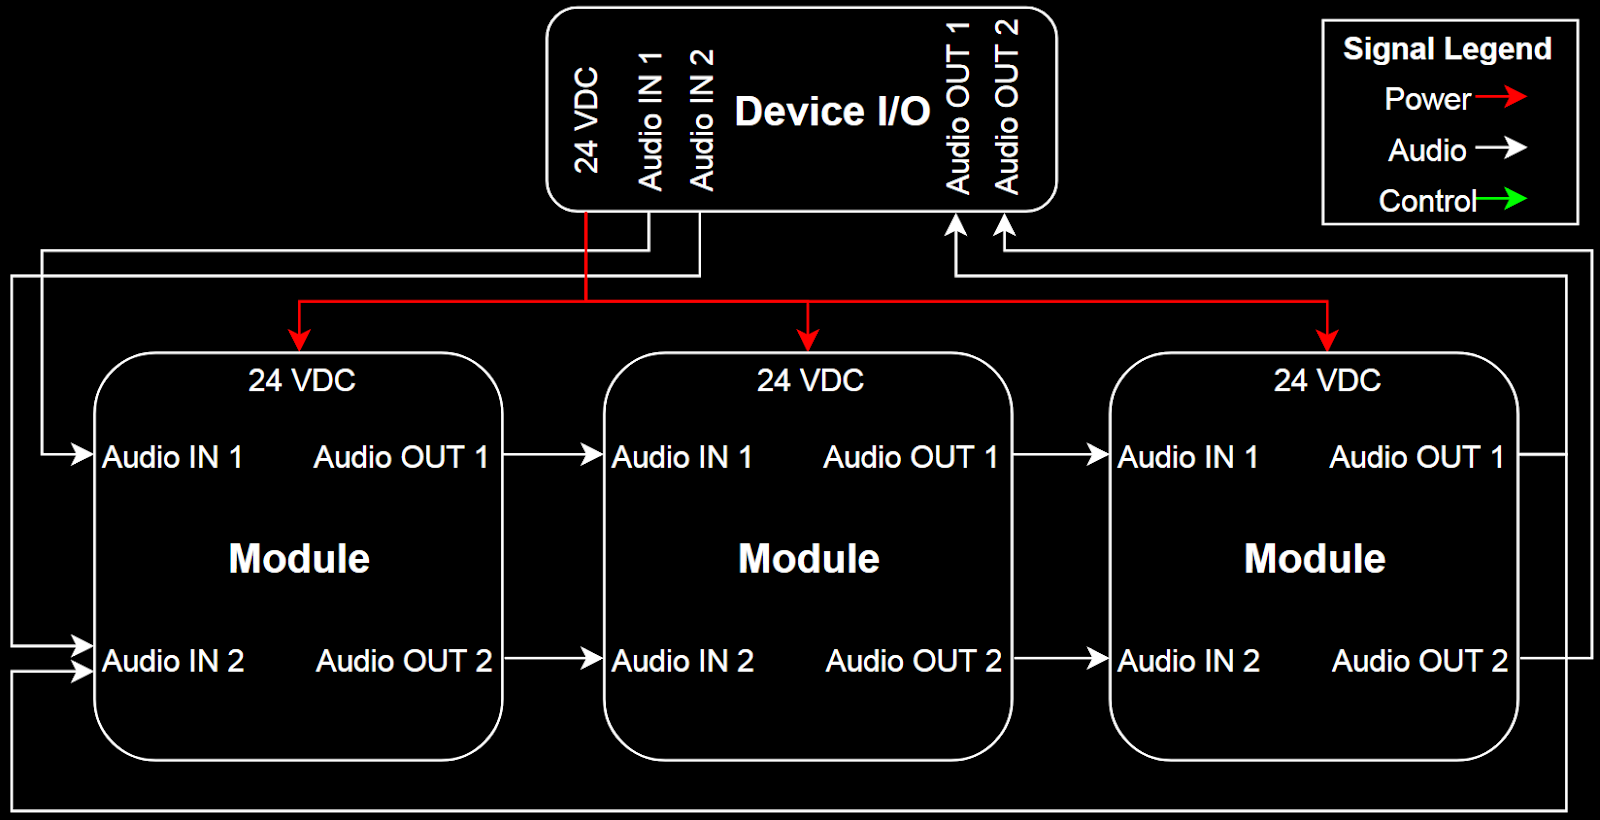 24 VDC
Audio IN 1
Audio IN 2
Device I/O
Audio OUT 1
Audio OUT 2
Signal Legend
Power
Audio
Control
24 VDC
Audio IN 1
Audio OUT 1
Module
Audio IN 2
Audio OUT 2
24 VDC
Audio IN 1
Audio OUT 1
Module
Audio IN 2
Audio OUT 2
24 VDC
Audio IN 1
Audio OUT 1
Module
Audio IN 2
Audio OUT 2